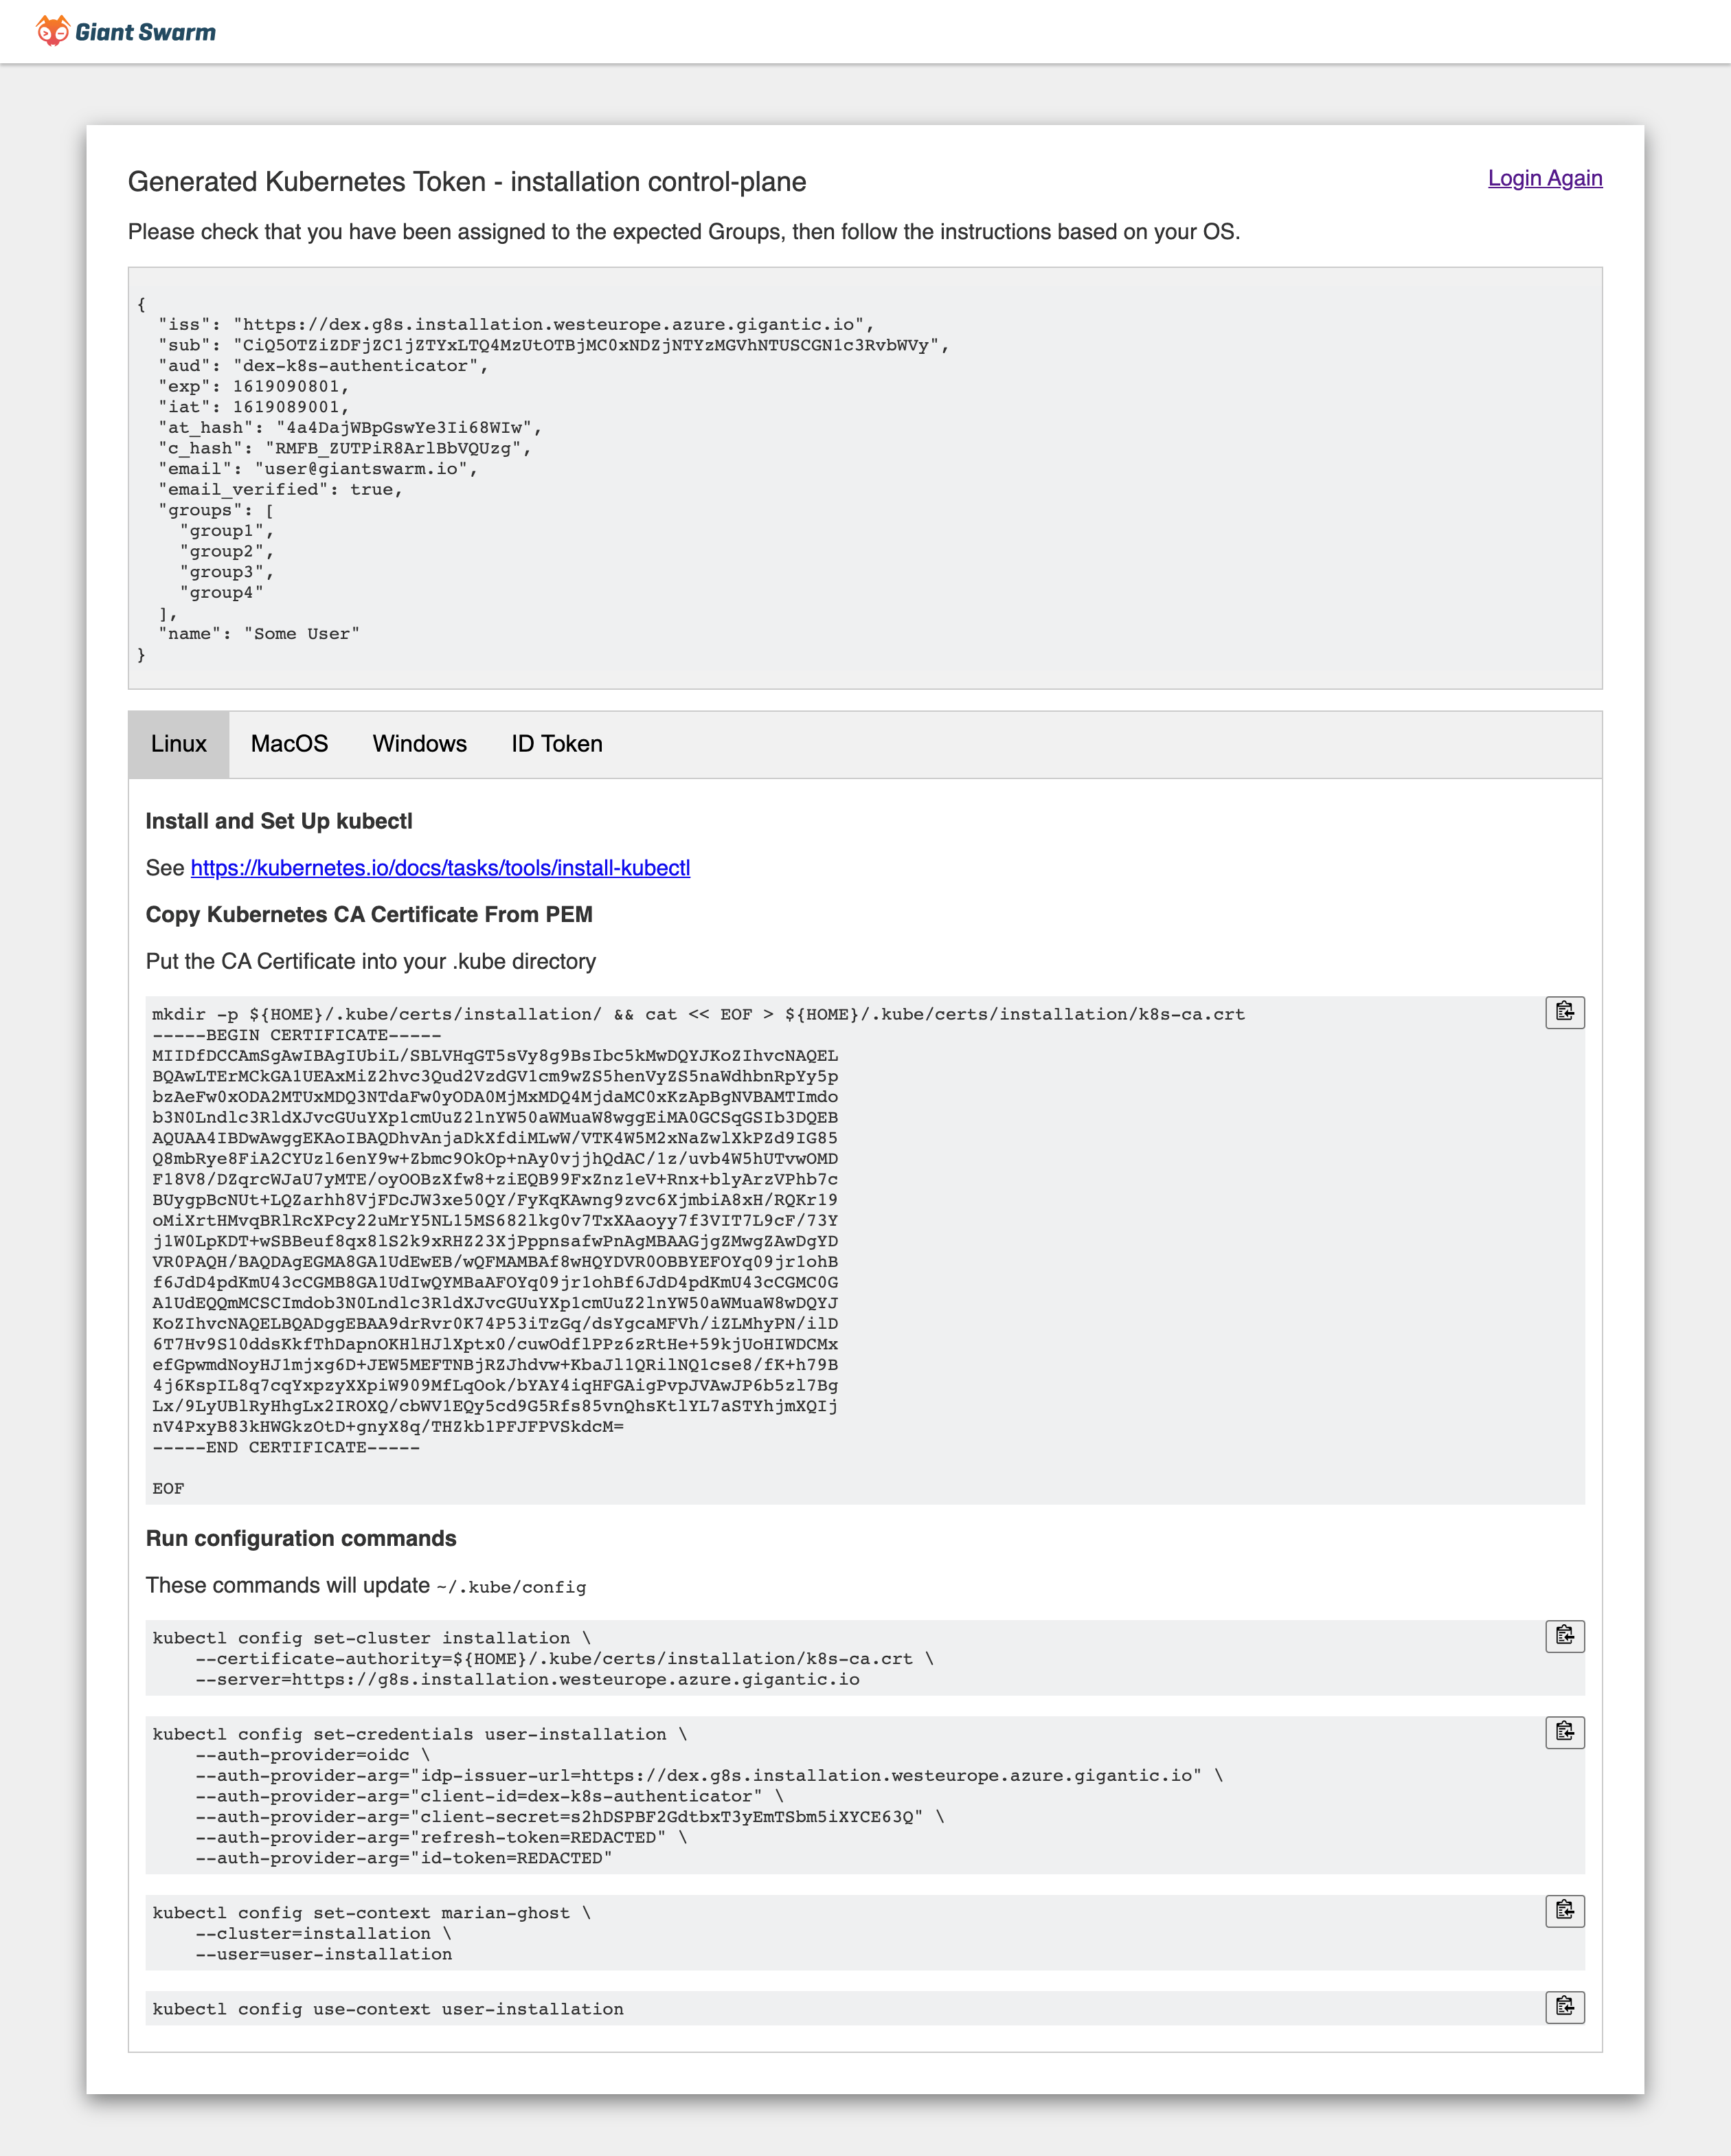 Giant Swarm
Generated Kubernetes Token - installation control-plane
Login Again
Please check that you have been assigned to the expected Groups, then follow the instructions based on your OS.
{
  "iss": "https://dex.g8s.installation.westeurope.azure.gigantic.io",
  "sub": "CiQ5OTZiZDFjZC1jZTYxLTQ4MzUtOTBjMC0xNDZjNTYzMGVhNTUSCGN1c3RvbWVy",
  "aud": "dex-k8s-authenticator",
  "exp": 1619090801,
  "iat": 1619089001,
  "at_hash": "4a4DajWBpGswYe3Ii68WIw",
  "c_hash": "RMFB_ZUTPiR8ArlBbVQUzg",
  "email": "user@giantswarm.io",
  "email_verified": true,
  "groups": [
    "group1",
    "group2",
    "group3",
    "group4"
  ],
  "name": "Some User"
}
Linux MacOS Windows ID Token
Install and Set Up kubectl
See https://kubernetes.io/docs/tasks/tools/install-kubectl
Copy Kubernetes CA Certificate From PEM
Put the CA Certificate into your .kube directory
mkdir -p ${HOME}/.kube/certs/installation/ && cat << EOF > ${HOME}/.kube/certs/installation/k8s-ca.crt
-----BEGIN CERTIFICATE-----
MIIDfDCCAmSgAwIBAgIUbiL/SBLVHqGT5sVy8g9BsIbc5kMwDQYJKoZIhvcNAQEL
BQAwLTErMCkGA1UEAxMiZ2hvc3Qud2VzdGV1cm9wZS5henVyZS5naWdhbnRpYy5p
bzAeFw0xODA2MTUxMDQ3NTdaFw0yODA0MjMxMDQ4MjdaMC0xKzApBgNVBAMTImdo
b3N0Lndlc3RldXJvcGUuYXp1cmUuZ2lnYW50aWMuaW8wggEiMA0GCSqGSIb3DQEB
AQUAA4IBDwAwggEKAoIBAQDhvAnjaDkXfdiMLwW/VTK4W5M2xNaZwlXkPZd9IG85
Q8mbRye8FiA2CYUzl6enY9w+Zbmc9OkOp+nAy0vjjhQdAC/1z/uvb4W5hUTvwOMD
F18V8/DZqrcWJaU7yMTE/oyOOBzXfw8+ziEQB99FxZnz1eV+Rnx+blyArzVPhb7c
BUygpBcNUt+LQZarhh8VjFDcJW3xe50QY/FyKqKAwng9zvc6XjmbiA8xH/RQKr19
oMiXrtHMvqBRlRcXPcy22uMrY5NL15MS682lkg0v7TxXAaoyy7f3VIT7L9cF/73Y
j1W0LpKDT+wSBBeuf8qx8lS2k9xRHZ23XjPppnsafwPnAgMBAAGjgZMwgZAwDgYD
VR0PAQH/BAQDAgEGMA8GA1UdEwEB/wQFMAMBAf8wHQYDVR0OBBYEFOYq09jr1ohB
f6JdD4pdKmU43cCGMB8GA1UdIwQYMBaAFOYq09jr1ohBf6JdD4pdKmU43cCGMC0G
A1UdEQQmMCSCImdob3N0Lndlc3RldXJvcGUuYXp1cmUuZ2lnYW50aWMuaW8wDQYJ
KoZIhvcNAQELBQADggEBAA9drRvr0K74P53iTzGq/dsYgcaMFVh/iZLMhyPN/ilD
6T7Hv9S10ddsKkfThDapnOKHlHJlXptx0/cuwOdflPPz6zRtHe+59kjUoHIWDCMx
efGpwmdNoyHJ1mjxg6D+JEW5MEFTNBjRZJhdvw+KbaJl1QRilNQ1cse8/fK+h79B
4j6KspIL8q7cqYxpzyXXpiW909MfLqOok/bYAY4iqHFGAigPvpJVAwJP6b5zl7Bg
Lx/9LyUBlRyHhgLx2IROXQ/cbWV1EQy5cd9G5Rfs85vnQhsKtlYL7aSTYhjmXQIj
nV4PxyB83kHWGkzOtD+gnyX8q/THZkb1PFJFPVSkdcM=
-----END CERTIFICATE-----
EOF
Run configuration commands
These commands will update ~/.kube/config
kubectl config set-cluster installation \
    --certificate-authority=${HOME}/.kube/certs/installation/k8s-ca.crt \
    --server=https://g8s.installation.westeurope.azure.gigantic.io
kubectl config set-credentials user-installation \
    --auth-provider=oidc \
    --auth-provider-arg="idp-issuer-url=https://dex.g8s.installation.westeurope.azure.gigantic.io" \
    --auth-provider-arg="client-id=dex-k8s-authenticator" \
    --auth-provider-arg="client-secret=s2hDSPBF2GdtbxT3yEmTSbm5iXYCE63Q" \
    --auth-provider-arg="refresh-token=REDACTED" \
    --auth-provider-arg="id-token=REDACTED"
kubectl config set-context marian-ghost \
    --cluster=installation \
    --user=user-installation
kubectl config use-context user-installation